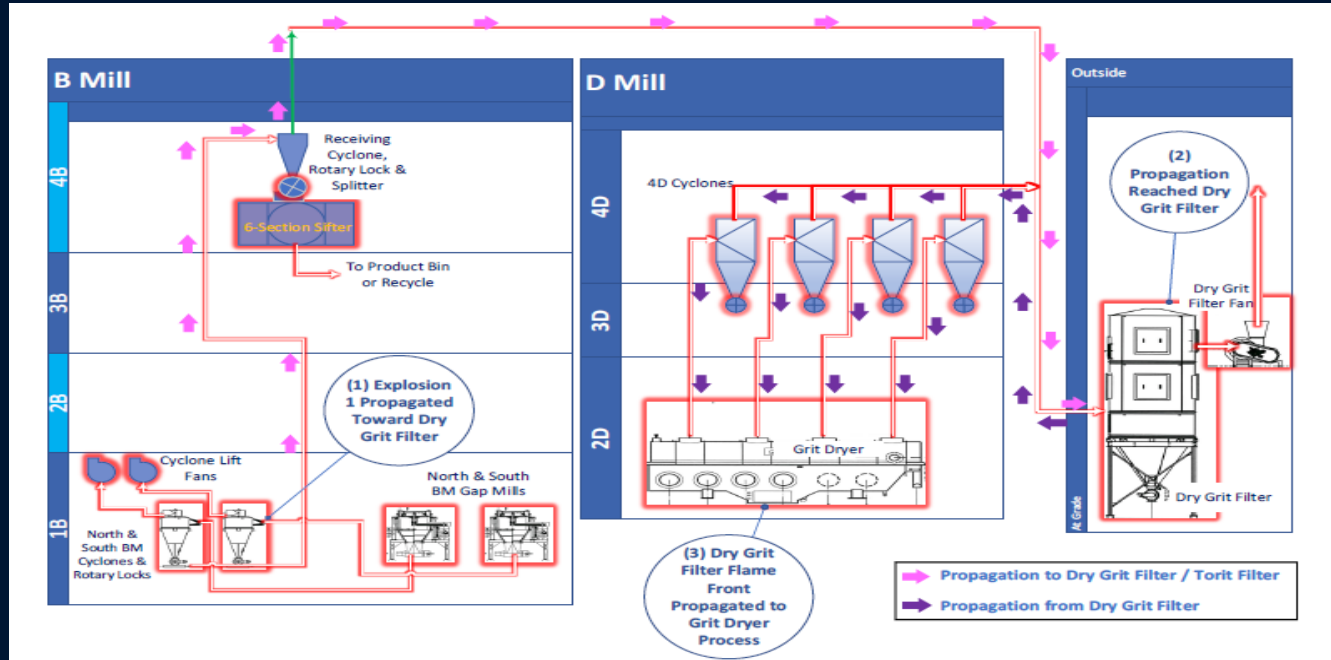 B Mill
4B
3B
2B
1B
Receiving
Cyclone,
Rotary Lock &
Splitter
6-Section Sifter
To Product Bin
or Recycle
(1) Explosion
1 Propagated
Toward Dry
Grit Filter
Cyclone Lift
Fans
North & South
BM Gap Mills
North &
South BM
Cyclones &
Rotary Locks
D Mill
4D
3D
2D
4D Cyclones
Grit Dryer
(3) Dry Grit
Filter Flame
Front
Propagated to
Grit Dryer
Process
Outside
At Grade
(2)
Propagation
Reached Dry
Grit Filter
Dry Grit
Filter Fan
Dry Grit Filter
Propagation to Dry Grit Filter / Torit Filter
Propagation from Dry Grit Filter